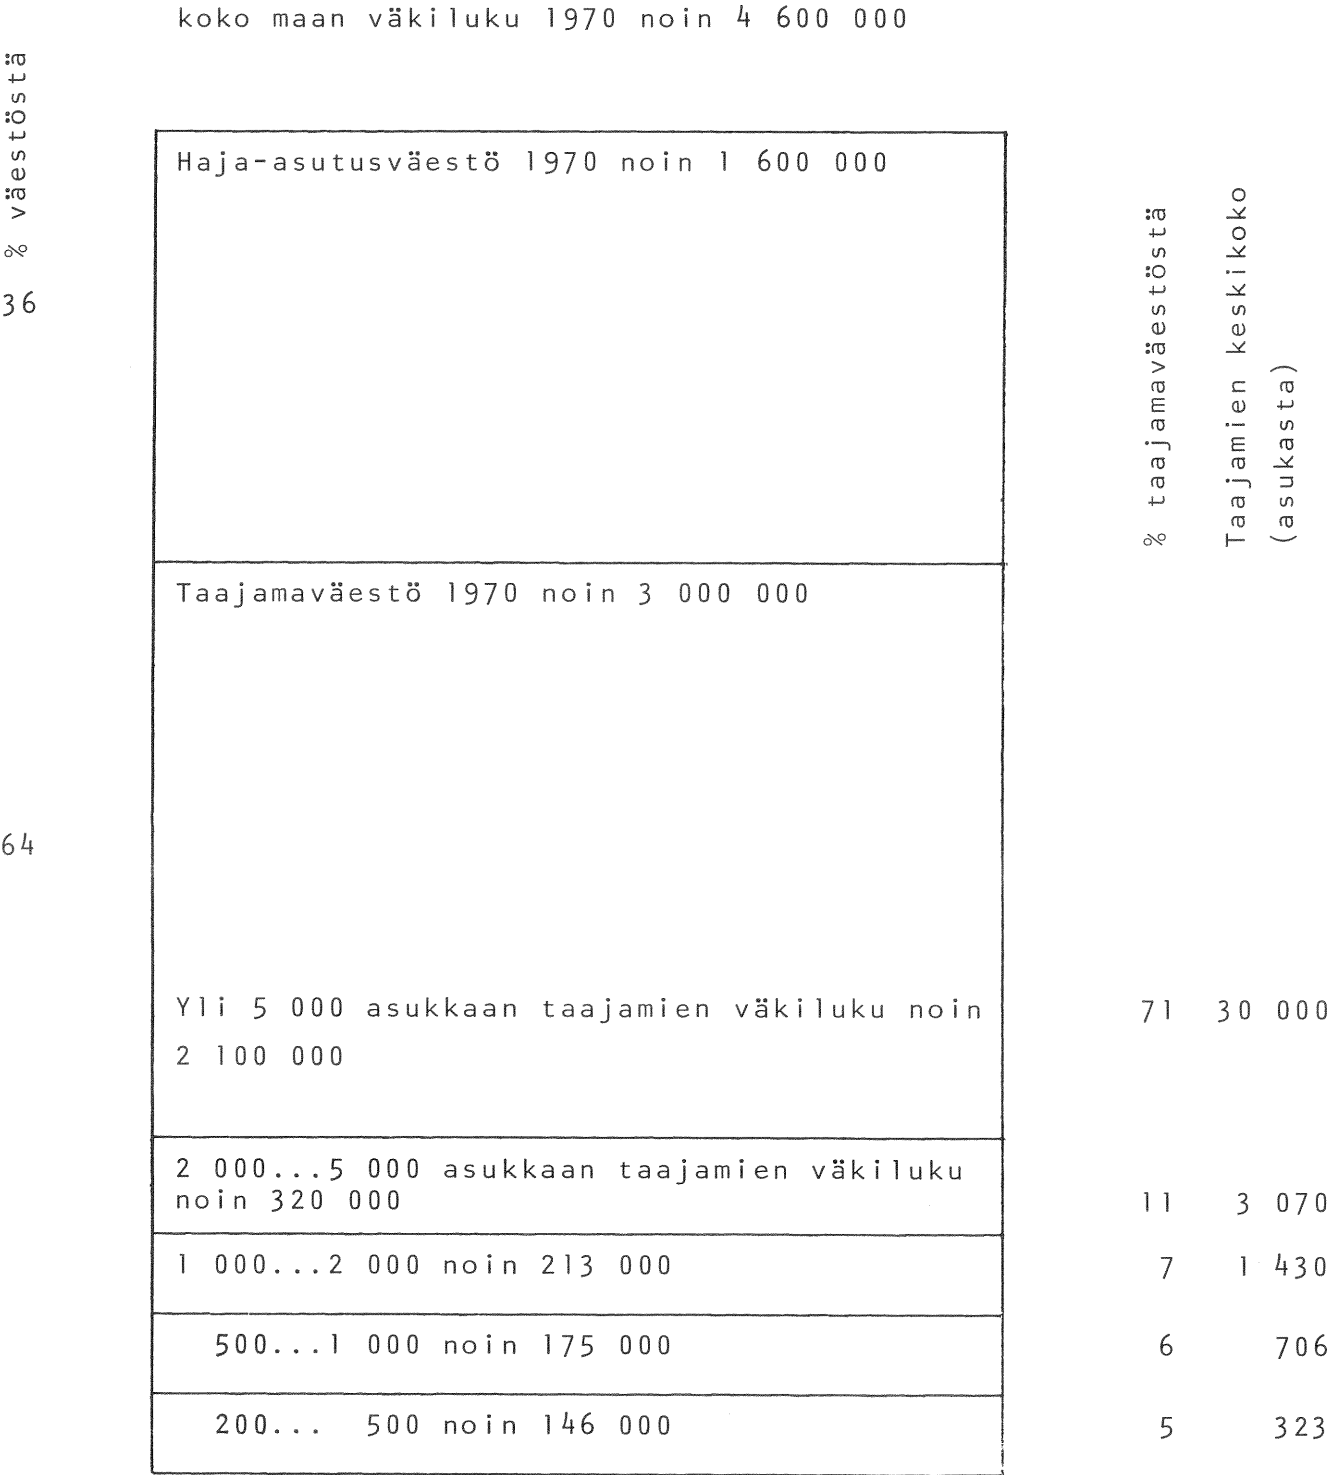 koko maan väkiluku 1970 noin 4 600 000
% väestöstä
Haja-asutusväestö 1970 noin 1 600 000
36
% taajamaväestöstä
Taajamien keskikoko
(asukasta)
Taajamaväestö 1970 noin 3 000 000
64
Yli 5 000 asukkaan taajamien väkiluku noin 71 30 000
2 100 000
2 000...5 000 asukkaan taajamien väkiluku
noin 320 000 11 3 070
1 000...2 000 noin 213 000 7 1 430
500...1 000 noin 175 000 6 706
200... 500 noin 146 000 5 323